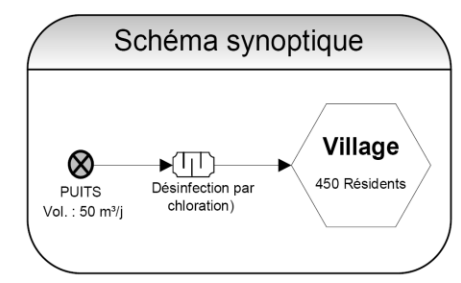 Schéma synoptique
PUITS
Vol. : 50 m³/j
Désinfection par
chloration)
Village
450 Résidents